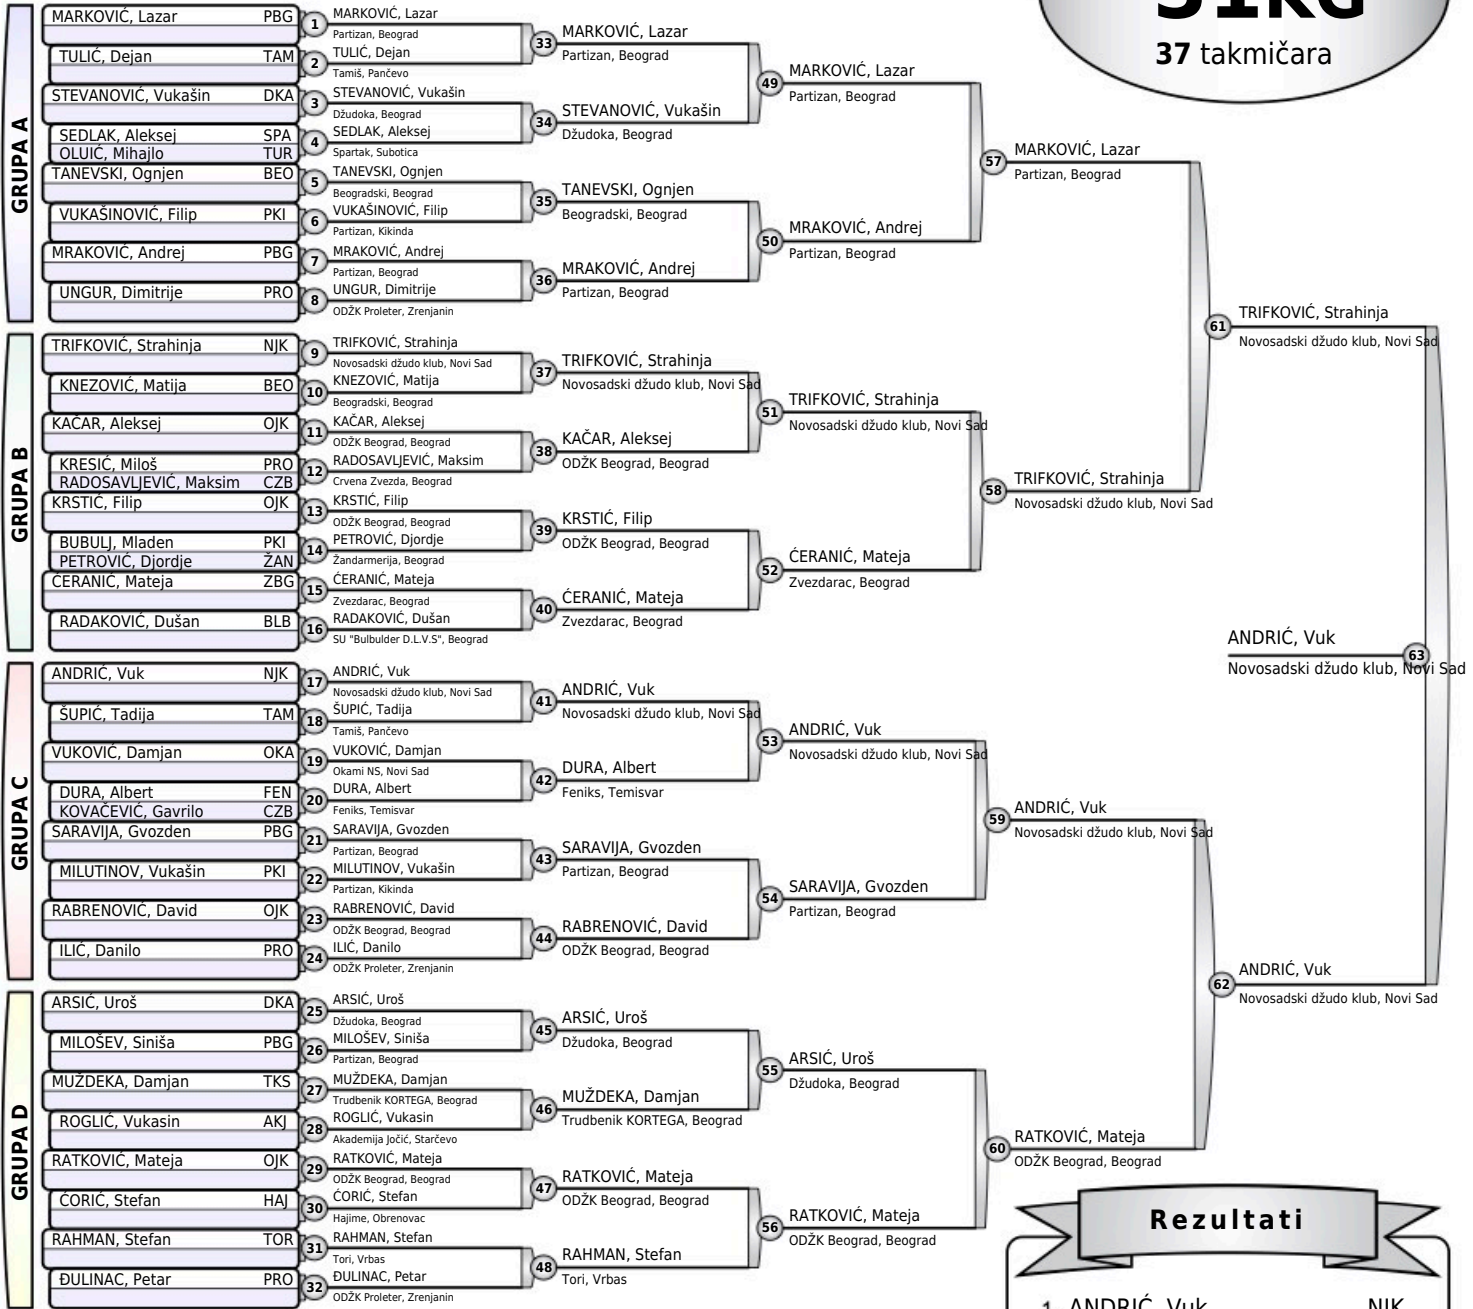 51KG
37 takmičara
GRUPA A
MARKOVIĆ, Lazar PBG
TULIĆ, Dejan TAM
STEVANOVIĆ, Vukašin DKA
SEDLAK, Aleksej SPA
OLUIĆ, Mihajlo TUR
TANEVSKI, Ognjen BEO
VUKAŠINOVIĆ, Filip PKI
MRAKOVIĆ, Andrej PBG
UNGUR, Dimitrije PRO
GRUPA B
TRIFKOVIĆ, Strahinja NJK
KNEZOVIĆ, Matija BEO
KAČAR, Aleksej OJK
KRESIĆ, Miloš PRO
RADOSAVLJEVIĆ, Maksim CZB
KRSTIĆ, Filip OJK
BUBULJ, Mladen PKI
PETROVIĆ, Djordje ŽAN
ĆERANIĆ, Mateja ZBG
RADAKOVIĆ, Dušan BLB
GRUPA C
ANDRIĆ, Vuk NJK
ŠUPIĆ, Tadija TAM
VUKOVIĆ, Damjan OKA
DURA, Albert FEN
KOVAČEVIĆ, Gavrilo CZB
SARAVIJA, Gvozden PBG
MILUTINOV, Vukašin PKI
RABRENOVIĆ, David OJK
ILIĆ, Danilo PRO
GRUPA D
ARSIĆ, Uroš DKA
MILOŠEV, Siniša PBG
MUŽDEKA, Damjan TKS
ROGLIĆ, Vukasin AKJ
RATKOVIĆ, Mateja OJK
ĆORIĆ, Stefan HAJ
RAHMAN, Stefan TOR
ĐULINAC, Petar PRO
1 MARKOVIĆ, Lazar
Partizan, Beograd
2 TULIĆ, Dejan
Tamiš, Pančevo
3 STEVANOVIĆ, Vukašin
Džudoka, Beograd
4 SEDLAK, Aleksej
Spartak, Subotica
5 TANEVSKI, Ognjen
Beogradski, Beograd
6 VUKAŠINOVIĆ, Filip
Partizan, Kikinda
7 MRAKOVIĆ, Andrej
Partizan, Beograd
8 UNGUR, Dimitrije
ODŽK Proleter, Zrenjanin
9 TRIFKOVIĆ, Strahinja
Novosadski džudo klub, Novi Sad
10 KNEZOVIĆ, Matija
Beogradski, Beograd
11 KAČAR, Aleksej
ODŽK Beograd, Beograd
12 RADOSAVLJEVIĆ, Maksim
Crvena Zvezda, Beograd
13 KRSTIĆ, Filip
ODŽK Beograd, Beograd
14 PETROVIĆ, Djordje
Žandarmerija, Beograd
15 ĆERANIĆ, Mateja
Zvezdarac, Beograd
16 RADAKOVIĆ, Dušan
SU "Bulbulder D.L.V.S", Beograd
17 ANDRIĆ, Vuk
Novosadski džudo klub, Novi Sad
18 ŠUPIĆ, Tadija
Tamiš, Pančevo
19 VUKOVIĆ, Damjan
Okami NS, Novi Sad
20 DURA, Albert
Feniks, Temisvar
21 SARAVIJA, Gvozden
Partizan, Beograd
22 MILUTINOV, Vukašin
Partizan, Kikinda
23 RABRENOVIĆ, David
ODŽK Beograd, Beograd
24 ILIĆ, Danilo
ODŽK Proleter, Zrenjanin
25 ARSIĆ, Uroš
Džudoka, Beograd
26 MILOŠEV, Siniša
Partizan, Beograd
27 MUŽDEKA, Damjan
Trudbenik KORTEGA, Beograd
28 ROGLIĆ, Vukasin
Akademija Jočić, Starčevo
29 RATKOVIĆ, Mateja
ODŽK Beograd, Beograd
30 ĆORIĆ, Stefan
Hajime, Obrenovac
31 RAHMAN, Stefan
Tori, Vrbas
32 ĐULINAC, Petar
ODŽK Proleter, Zrenjanin
33 MARKOVIĆ, Lazar
Partizan, Beograd
34 STEVANOVIĆ, Vukašin
Džudoka, Beograd
35 TANEVSKI, Ognjen
Beogradski, Beograd
36 MRAKOVIĆ, Andrej
Partizan, Beograd
37 TRIFKOVIĆ, Strahinja
Novosadski džudo klub, Novi Sad
38 KAČAR, Aleksej
ODŽK Beograd, Beograd
39 KRSTIĆ, Filip
ODŽK Beograd, Beograd
40 ĆERANIĆ, Mateja
Zvezdarac, Beograd
41 ANDRIĆ, Vuk
Novosadski džudo klub, Novi Sad
42 DURA, Albert
Feniks, Temisvar
43 SARAVIJA, Gvozden
Partizan, Beograd
44 RABRENOVIĆ, David
ODŽK Beograd, Beograd
45 ARSIĆ, Uroš
Džudoka, Beograd
46 MUŽDEKA, Damjan
Trudbenik KORTEGA, Beograd
47 RATKOVIĆ, Mateja
ODŽK Beograd, Beograd
48 RAHMAN, Stefan
Tori, Vrbas
49 MARKOVIĆ, Lazar
Partizan, Beograd
50 MRAKOVIĆ, Andrej
Partizan, Beograd
51 TRIFKOVIĆ, Strahinja
Novosadski džudo klub, Novi Sad
52 ĆERANIĆ, Mateja
Zvezdarac, Beograd
53 ANDRIĆ, Vuk
Novosadski džudo klub, Novi Sad
54 SARAVIJA, Gvozden
Partizan, Beograd
55 ARSIĆ, Uroš
Džudoka, Beograd
56 RATKOVIĆ, Mateja
ODŽK Beograd, Beograd
57 MARKOVIĆ, Lazar
Partizan, Beograd
58 TRIFKOVIĆ, Strahinja
Novosadski džudo klub, Novi Sad
59 ANDRIĆ, Vuk
Novosadski džudo klub, Novi Sad
60 RATKOVIĆ, Mateja
ODŽK Beograd, Beograd
61 TRIFKOVIĆ, Strahinja
Novosadski džudo klub, Novi Sad
62 ANDRIĆ, Vuk
Novosadski džudo klub, Novi Sad
ANDRIĆ, Vuk 63
Novosadski džudo klub, Novi Sad
Rezultati
1 ANDRIĆ, Vuk NJK